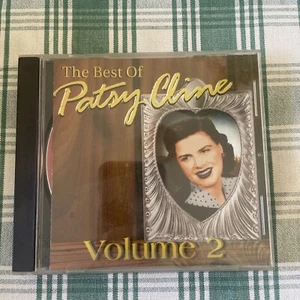 The Best Of
Patsy Cline
Volume 2